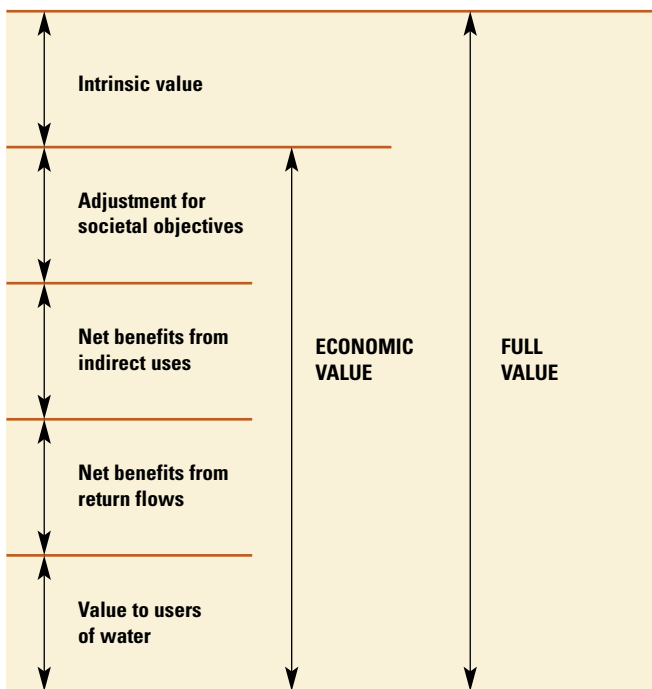 Intrinsic value
Adjustment for
societal objectives
Net benefits from
indirect uses
ECONOMIC
VALUE
FULL
VALUE
Net benefits from
return flows
Value to users
of water